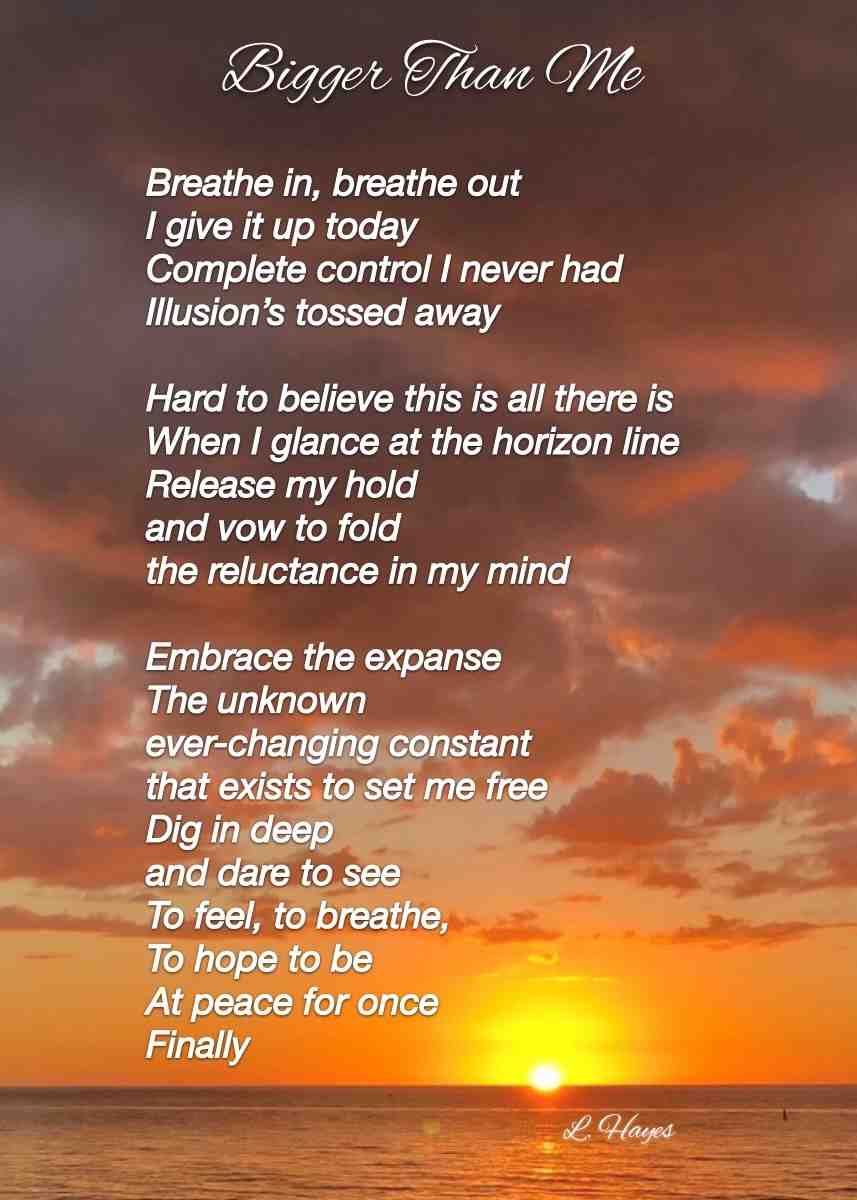 Bigger Than Me
Breathe in, breathe out
I give it up today
Complete control I never had
Illusion’s tossed away
Hard to believe this is all there is
When I glance at the horizon line
Release my hold
and vow to fold
the reluctance in my mind
Embrace the expanse
The unknown
ever-changing constant
that exists to set me free
Dig in deep
and dare to see
To feel, to breathe,
To hope to be
At peace for once
Finally
L. Hayes